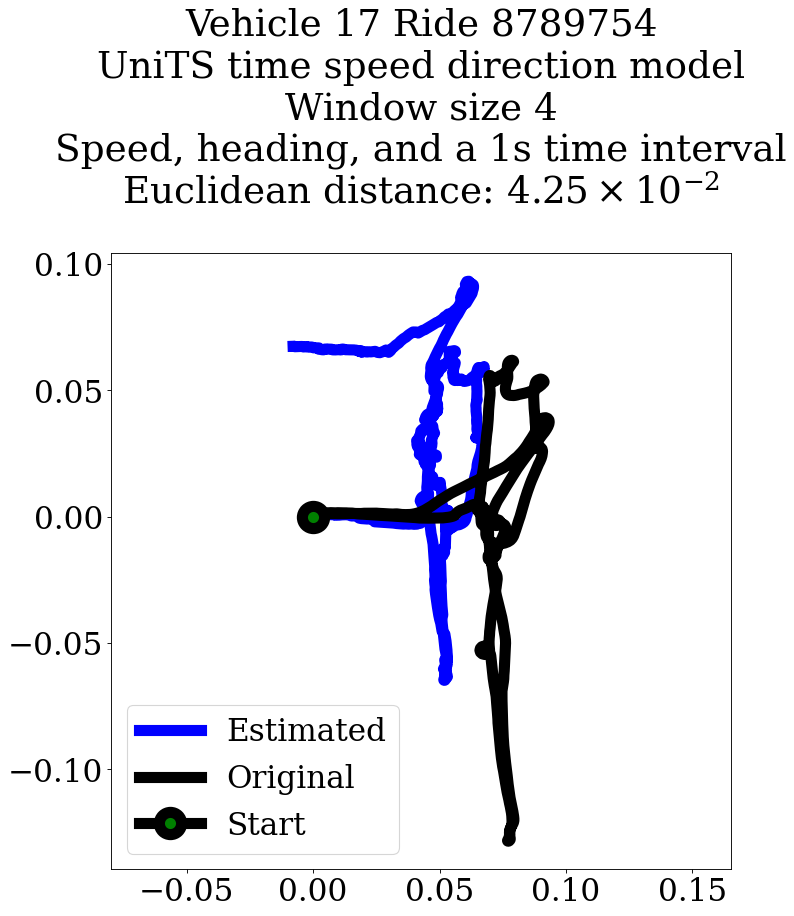 Vehicle 17 Ride 8789754
UniTS time speed direction model
Window size 4
Speed, heading, and a 1s time interval
Euclidean distance: 4.25 × 10⁻²
0.10
0.05
0.00
−0.05
−0.10
Estimated
Original
Start
−0.05 0.00 0.05 0.10 0.15